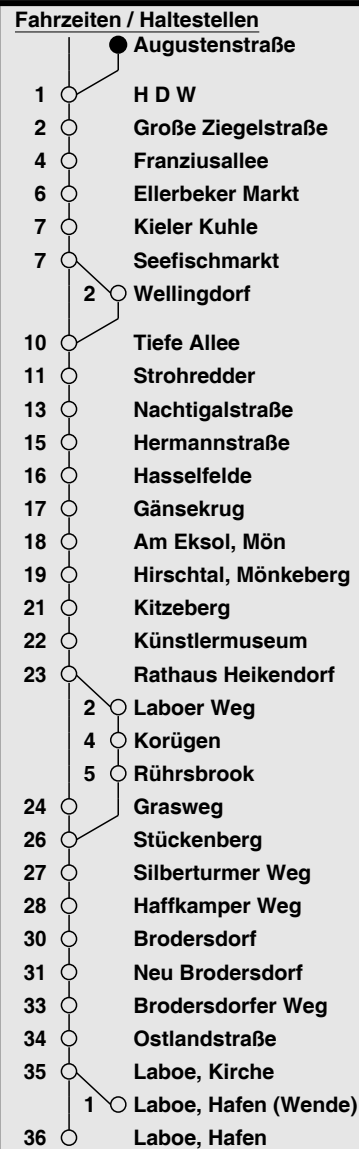 Fahrzeiten / Haltestellen
Augustenstraße
1 H D W
2 Große Ziegelstraße
4 Franziusallee
6 Ellerbeker Markt
7 Kieler Kuhle
7 Seefischmarkt
2 Wellingdorf
10 Tiefe Allee
11 Strohredder
13 Nachtigalstraße
15 Hermannstraße
16 Hasselfelde
17 Gänsekrug
18 Am Eksol, Mön
19 Hirschtal, Mönkeberg
21 Kitzeberg
22 Künstlermuseum
23 Rathaus Heikendorf
2 Laboer Weg
4 Korügen
5 Rührsbrook
24 Grasweg
26 Stückenberg
27 Silberturmer Weg
28 Haffkamper Weg
30 Brodersdorf
31 Neu Brodersdorf
33 Brodersdorfer Weg
34 Ostlandstraße
35 Laboe, Kirche
1 Laboe, Hafen (Wende)
36 Laboe, Hafen